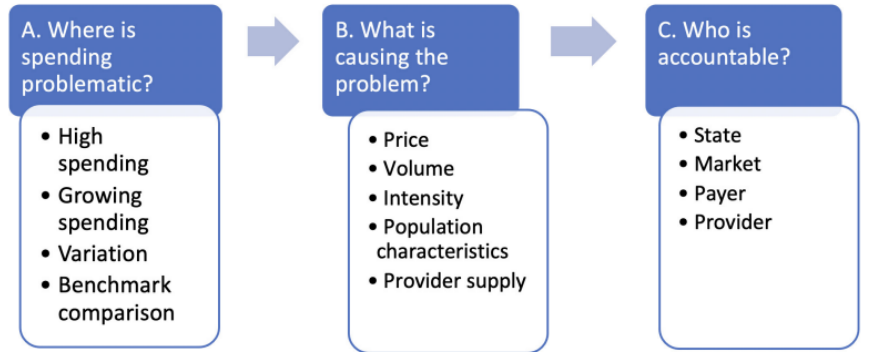 A. Where is
spending
problematic?
• High
spending
• Growing
spending
• Variation
• Benchmark
comparison
B. What is
causing the
problem?
• Price
• Volume
• Intensity
• Population
characteristics
• Provider supply
C. Who is
accountable?
• State
• Market
• Payer
• Provider